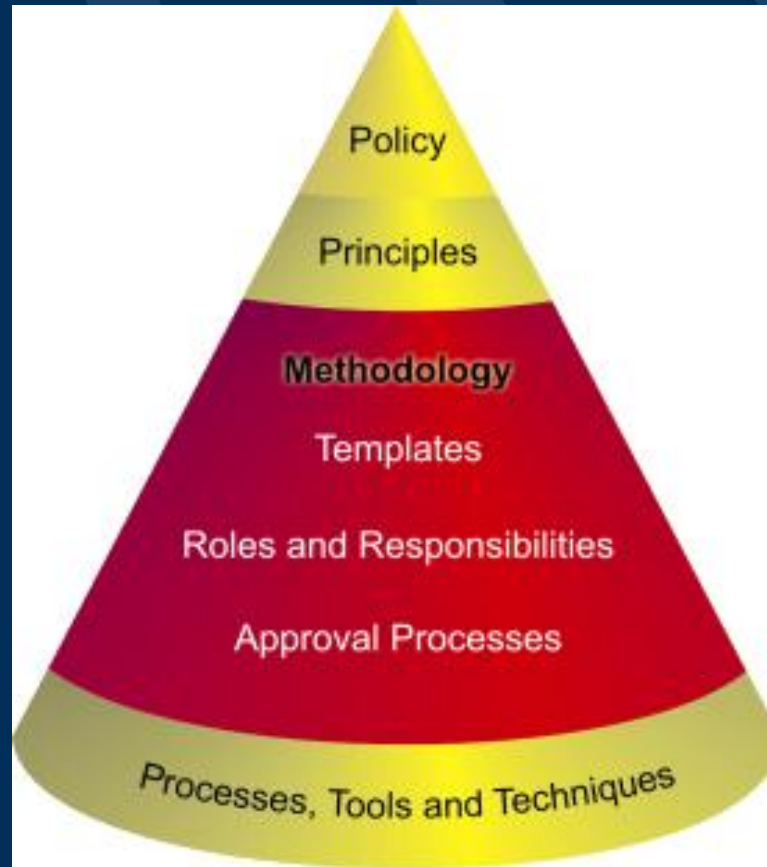 Policy
Principles
Methodology
Templates
Roles and Responsibilities
Approval Processes
Processes, Tools and Techniques